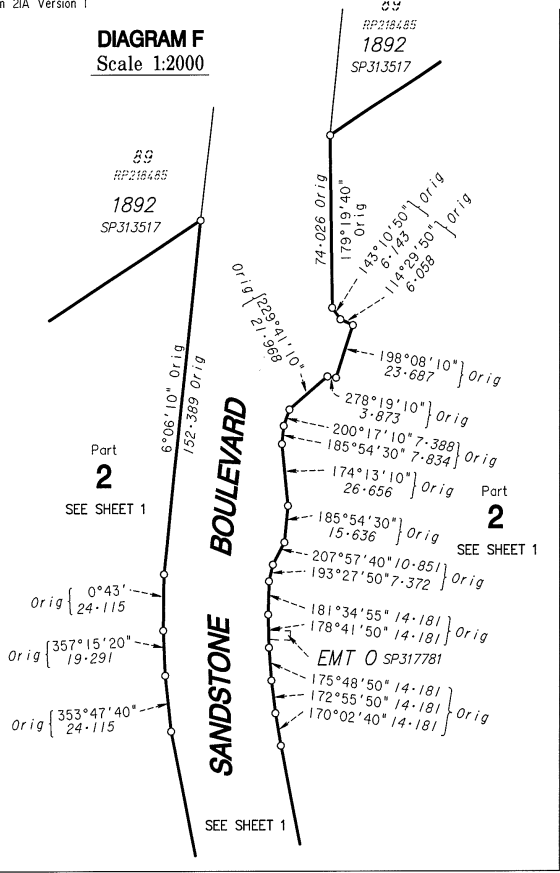 n 21A Version 1
DIAGRAM F
Scale 1:2000
89
RP218485
1892
SP313517
89
RP218485
1892
SP313517
74·026 Orig
179°19'40"
Orig
143°10'50"
6·143
Orig
114°29'50"
6·058
Orig
Orig
229°41'10"
21·968
198°08'10"
23·687
Orig
278°19'10"
3·873
Orig
200°17'10" 7·388
185°54'30" 7·834
Orig
174°13'10"
26·656
Orig
185°54'30"
15·636
Orig
207°57'40" 10·851
193°27'50" 7·372
Orig
181°34'55" 14·181
178°41'50" 14·181
Orig
EMT O SP317781
175°48'50" 14·181
172°55'50" 14·181
170°02'40" 14·181
Orig
6°06'10" Orig
152·389 Orig
Part
2
SEE SHEET 1
Part
2
SEE SHEET 1
SANDSTONE BOULEVARD
Orig
0°43'
24·115
Orig
357°15'20"
19·291
Orig
353°47'40"
24·115
SEE SHEET 1